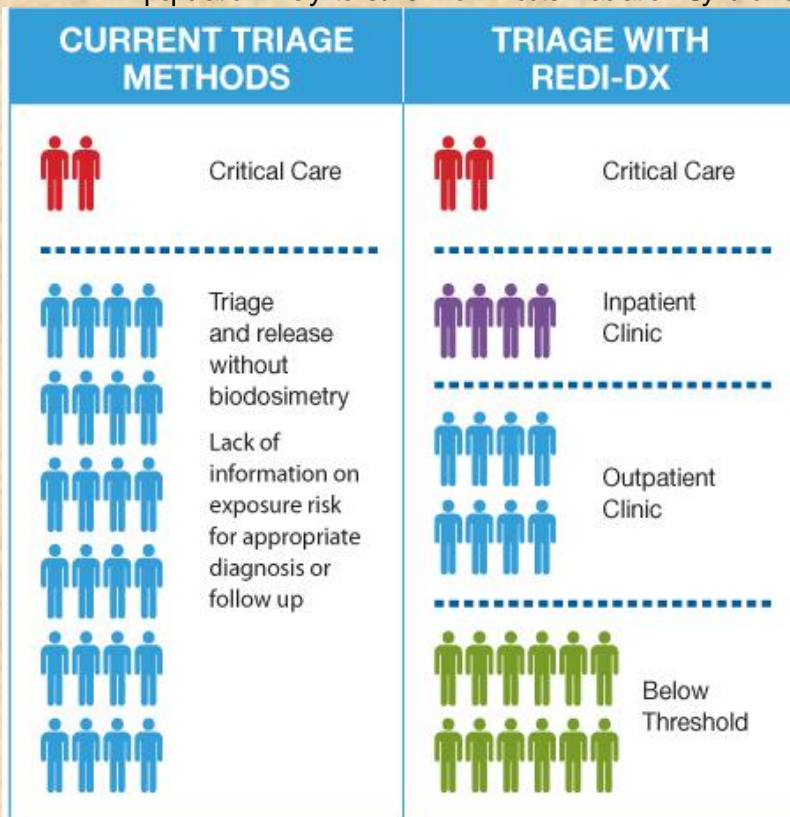 CURRENT TRIAGE
METHODS
Critical Care
Triage
and release
without
biodosimetry
Lack of
information on
exposure risk
for appropriate
diagnosis or
follow up
TRIAGE WITH
REDI-DX
Critical Care
Inpatient
Clinic
Outpatient
Clinic
Below
Threshold